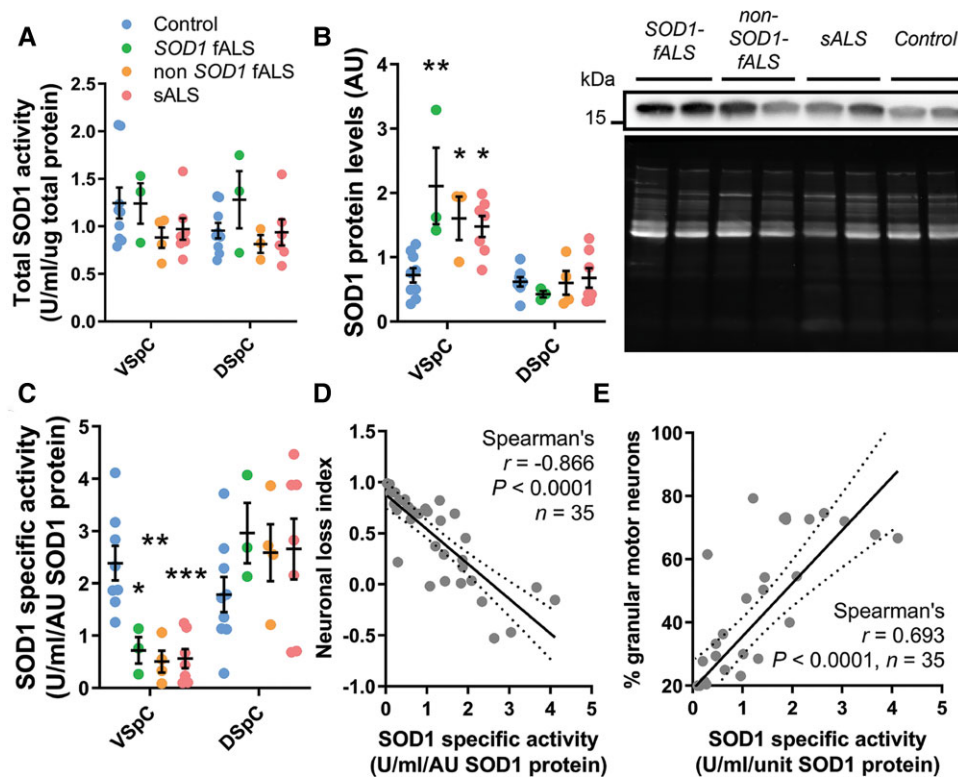 A
Control
SOD1 fALS
non SOD1 fALS
sALS
Total SOD1 activity
(U/ml/ug total protein)
2.5
2.0
1.5
1.0
0.5
0.0
VSpC
DSpC
B
SOD1 protein levels (AU)
4
3
2
1
0
**
*
*
VSpC
DSpC
SOD1-
fALS
non-
SOD1-
fALS
sALS
Control
kDa
15
C
SOD1 specific activity
(U/ml/AU SOD1 protein)
5
4
3
2
1
0
*
**
***
VSpC
DSpC
D
Neuronal loss index
1.5
1.0
0.5
0.0
-0.5
-1.0
Spearman's
r = -0.866
P < 0.0001
n = 35
0 1 2 3 4 5
SOD1 specific activity
(U/ml/AU SOD1 protein)
E
% granular motor neurons
100
80
60
40
20
Spearman's
r = 0.693
P < 0.0001, n = 35
0 1 2 3 4 5
SOD1 specific activity
(U/ml/unit SOD1 protein)